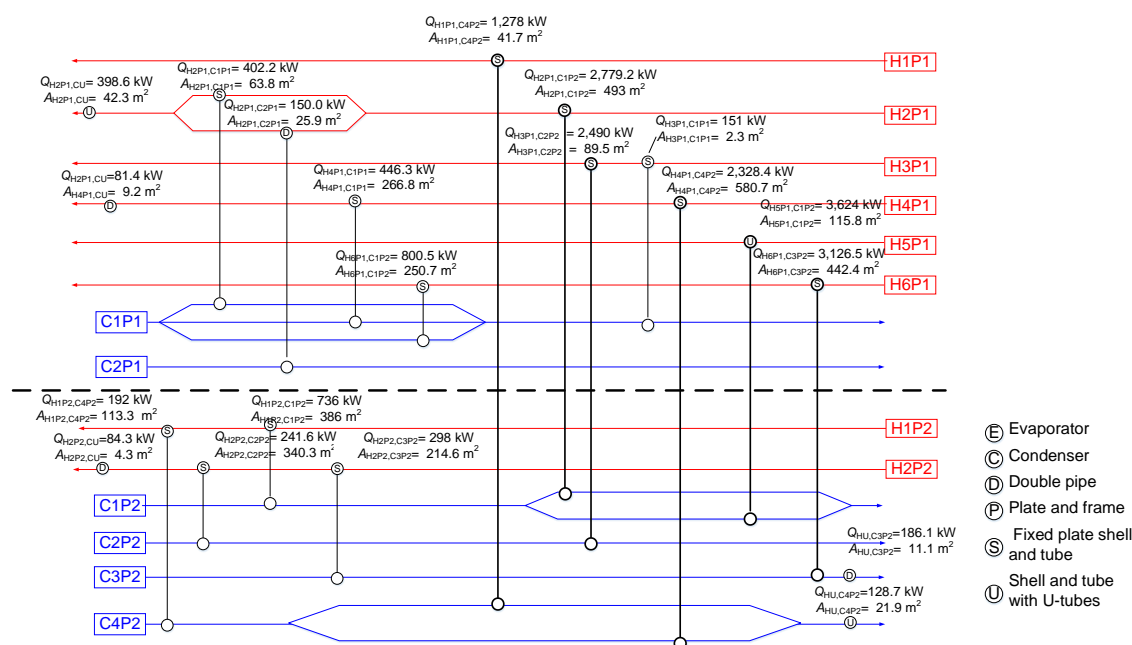 QH1P1,C4P2= 1,278 kW
AH1P1,C4P2= 41.7 m2
S
H1P1
QH2P1,C1P1= 402.2 kW
AH2P1,C1P1= 63.8 m2
QH2P1,CU= 398.6 kW
AH2P1,CU= 42.3 m2
QH2P1,C1P2= 2,779.2 kW
AH2P1,C1P2= 493 m2
S
QH2P1,C2P1= 150.0 kW
AH2P1,C2P1= 25.9 m2
U
S
H2P1
D
QH3P1,C1P1= 151 kW
AH3P1,C1P1= 2.3 m2
QH3P1,C2P2 = 2,490 kW
AH3P1,C2P2= 89.5 m2
S
S
H3P1
QH2P1,CU=81.4 kW
AH4P1,CU= 9.2 m2
QH4P1,C1P1= 446.3 kW
AH4P1,C1P1= 266.8 m2
QH4P1,C4P2= 2,328.4 kW
AH4P1,C4P2= 580.7 m2
D
S
S
H4P1
QH5P1,C1P2= 3,624 kW
AH5P1,C1P2= 115.8 m2
U
H5P1
QH6P1,C1P2= 800.5 kW
AH6P1,C1P2= 250.7 m2
QH6P1,C3P2= 3,126.5 kW
AH6P1,C3P2= 442.4 m2
S
S
H6P1
C1P1
C2P1
QH1P2,C4P2= 192 kW
AH1P2,C4P2= 113.3 m2
QH1P2,C1P2= 736 kW
AH1P2,C1P2= 386 m2
S
S
H1P2
QH2P2,CU=84.3 kW
AH2P2,CU= 4.3 m2
QH2P2,C2P2= 241.6 kW
AH2P2,C2P2= 340.3 m2
QH2P2,C3P2= 298 kW
AH2P2,C3P2= 214.6 m2
D
S
S
H2P2
C1P2
C2P2
QHU,C3P2=186.1 kW
AHU,C3P2= 11.1 m2
C3P2
D
QHU,C4P2=128.7 kW
AHU,C4P2= 21.9 m2
C4P2
U
S
E Evaporator
C Condenser
D Double pipe
P Plate and frame
S Fixed plate shell
and tube
U Shell and tube
with U-tubes